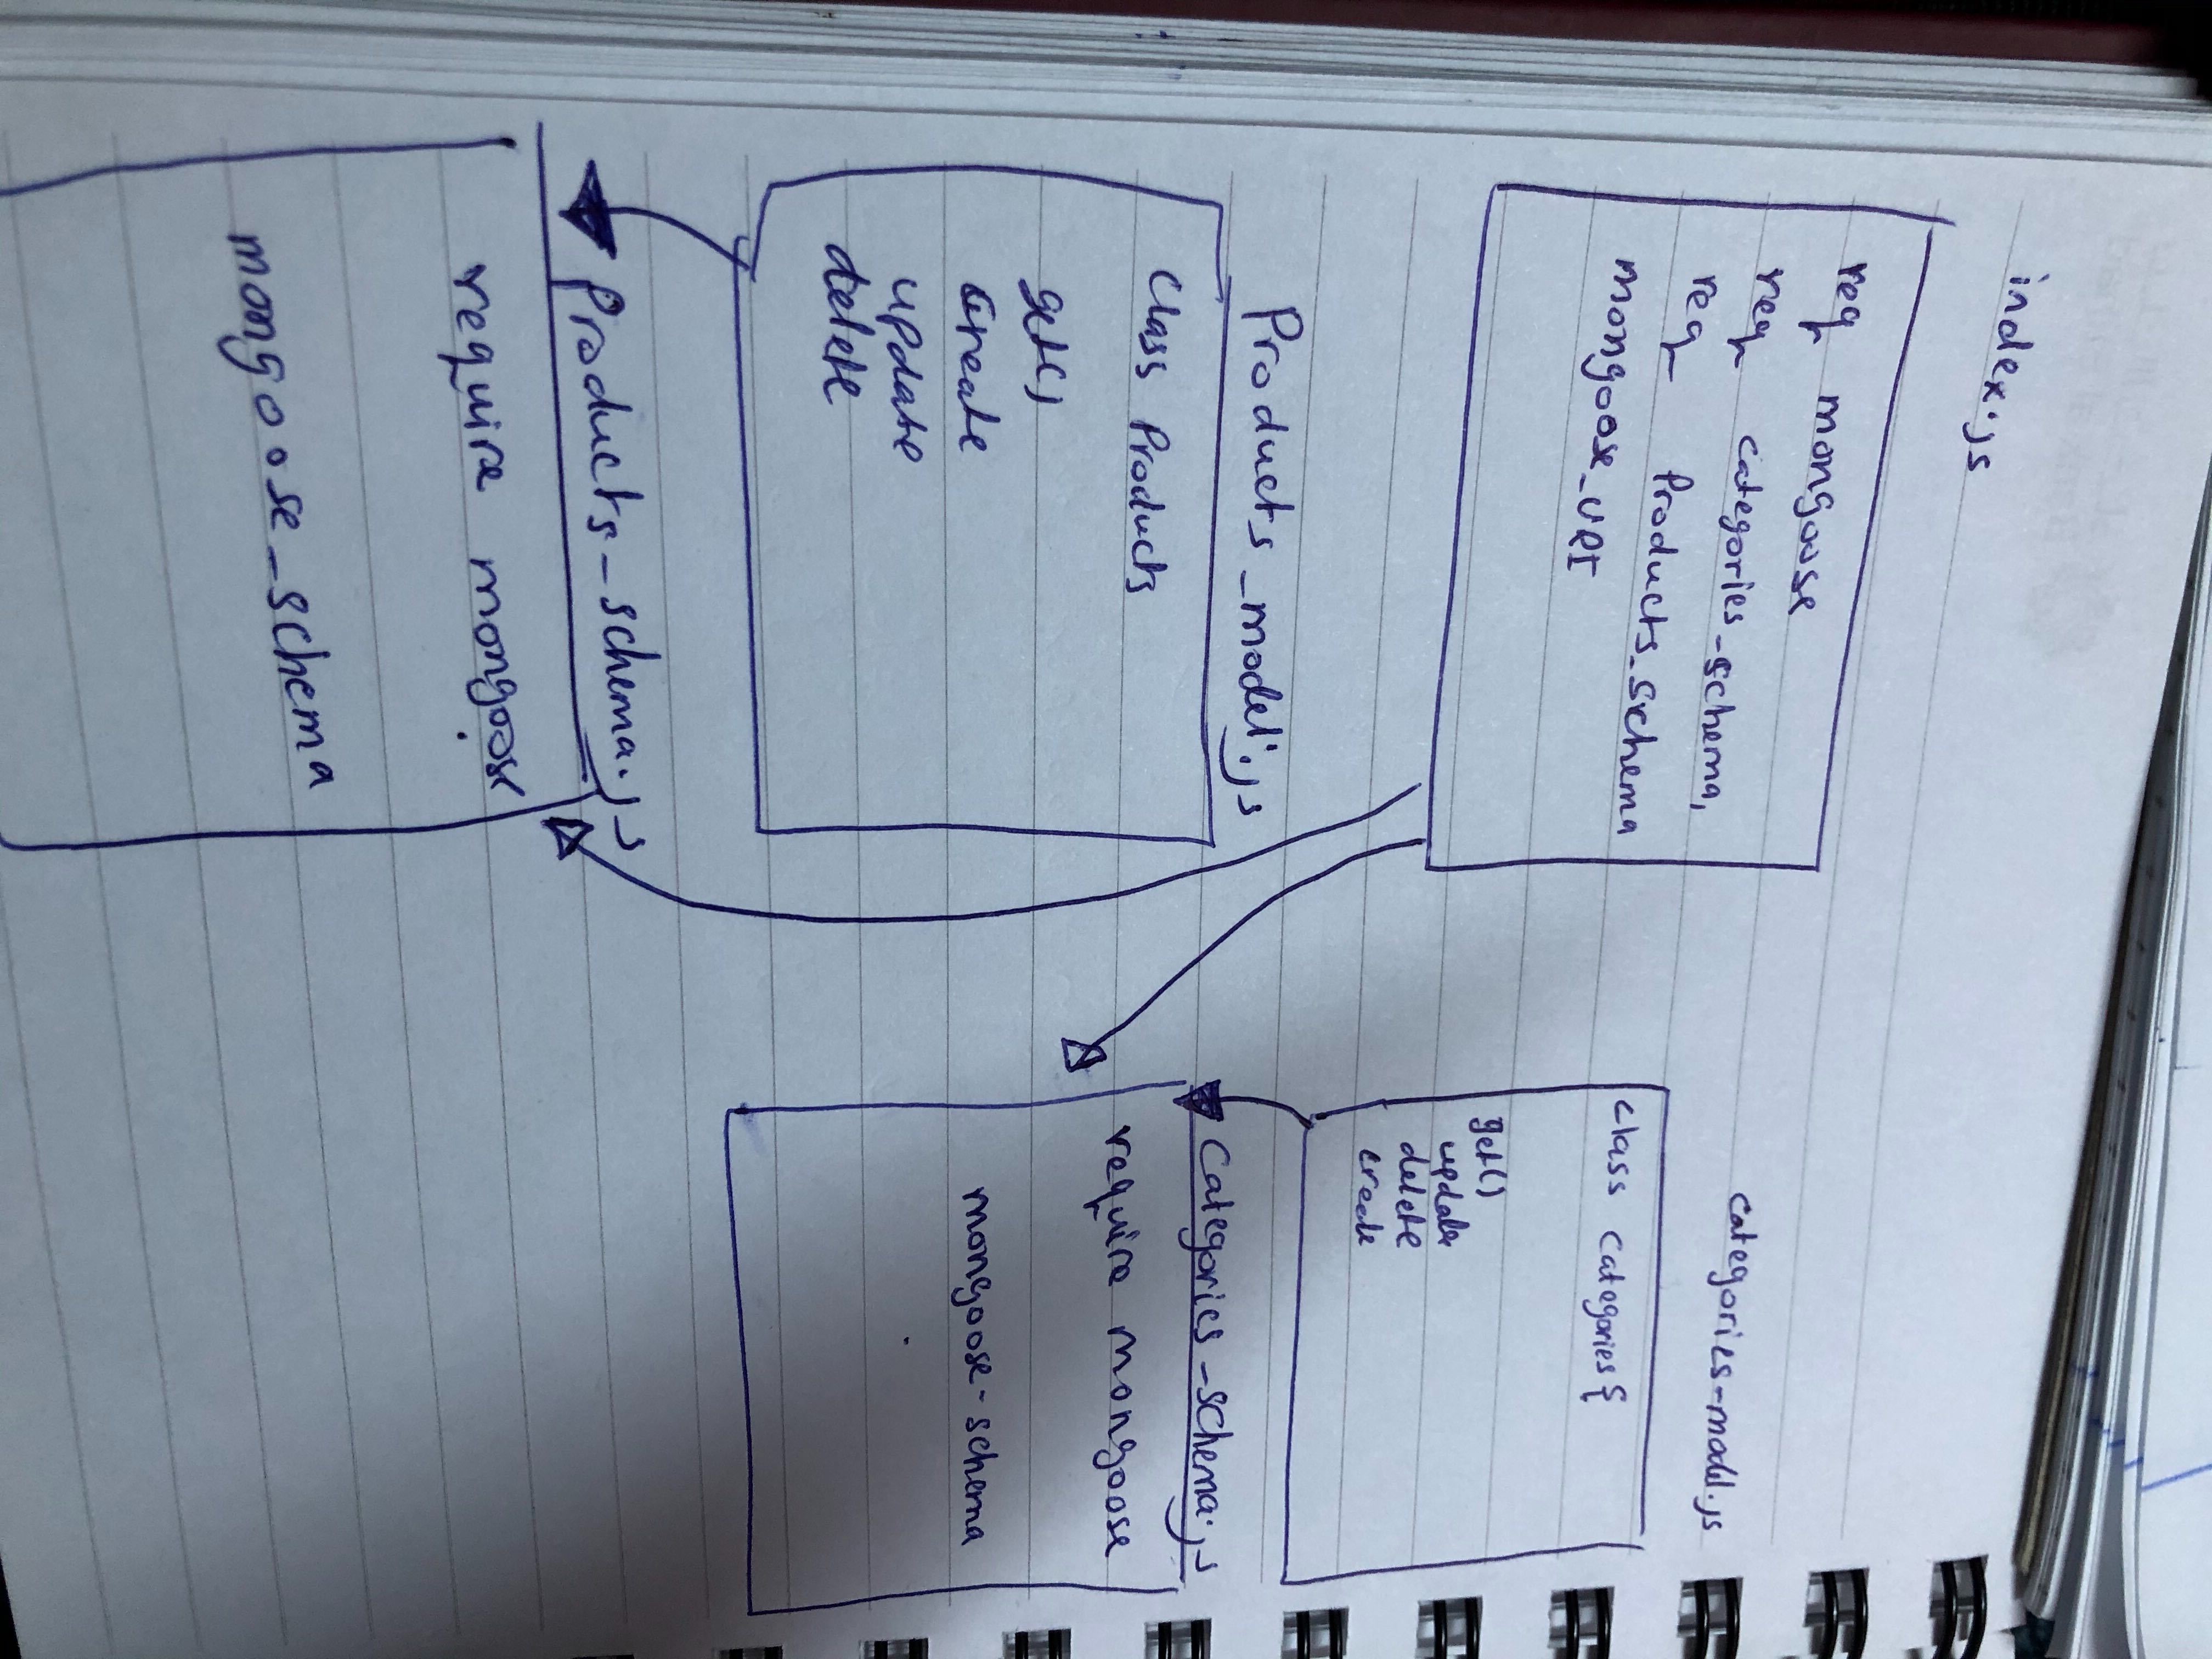 index.js
req mongoose
req categories_schema,
req products_schema
mongoose_URI
Products_model.js
Class Products
get()
create
update
delete
Products_schema.js
require mongoose
mongoose_schema
categories-model.js
class categories {
get()
update
delete
create
Categories_schema.js
require mongoose
mongoose-schema